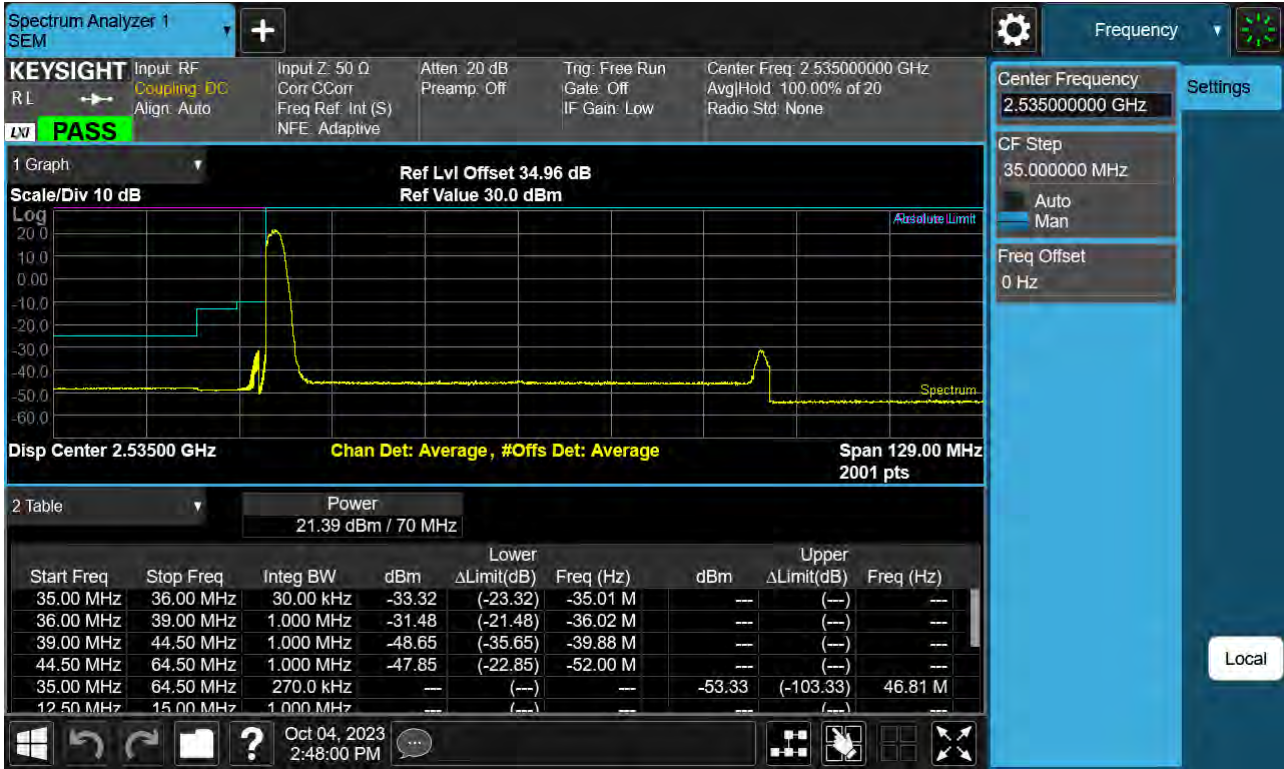 Spectrum Analyzer 1
SEM
Frequency
KEYSIGHT
RL
LXI
PASS
Input: RF
Coupling: DC
Align: Auto
Input Z: 50 Ω
Corr CCorr
Freq Ref: Int (S)
NFE: Adaptive
Atten: 20 dB
Preamp: Off
Trig: Free Run
Gate: Off
IF Gain: Low
Center Freq: 2.535000000 GHz
Avg|Hold: 100.00% of 20
Radio Std: None
Center Frequency
2.535000000 GHz
Settings
CF Step
35.000000 MHz
Auto
Man
Freq Offset
0 Hz
Local
1 Graph
Scale/Div 10 dB
Ref Lvl Offset 34.96 dB
Ref Value 30.0 dBm
Log
Absolute Limit
20.0
10.0
0.00
-10.0
-20.0
-30.0
-40.0
-50.0
-60.0
Spectrum
Disp Center 2.53500 GHz
Chan Det: Average, #Offs Det: Average
Span 129.00 MHz
2001 pts
2 Table
Power
21.39 dBm / 70 MHz
Lower Upper
Start Freq Stop Freq Integ BW dBm ΔLimit(dB) Freq (Hz) dBm ΔLimit(dB) Freq (Hz)
35.00 MHz 36.00 MHz 30.00 kHz -33.32 (-23.32) -35.01 M --- (---) ---
36.00 MHz 39.00 MHz 1.000 MHz -31.48 (-21.48) -36.02 M --- (---) ---
39.00 MHz 44.50 MHz 1.000 MHz -48.65 (-35.65) -39.88 M --- (---) ---
44.50 MHz 64.50 MHz 1.000 MHz -47.85 (-22.85) -52.00 M --- (---) ---
35.00 MHz 64.50 MHz 270.0 kHz --- (---) --- -53.33 (-103.33) 46.81 M
12.50 MHz 15.00 MHz 1.000 MHz --- (---) --- --- (---) ---
Oct 04, 2023
2:48:00 PM